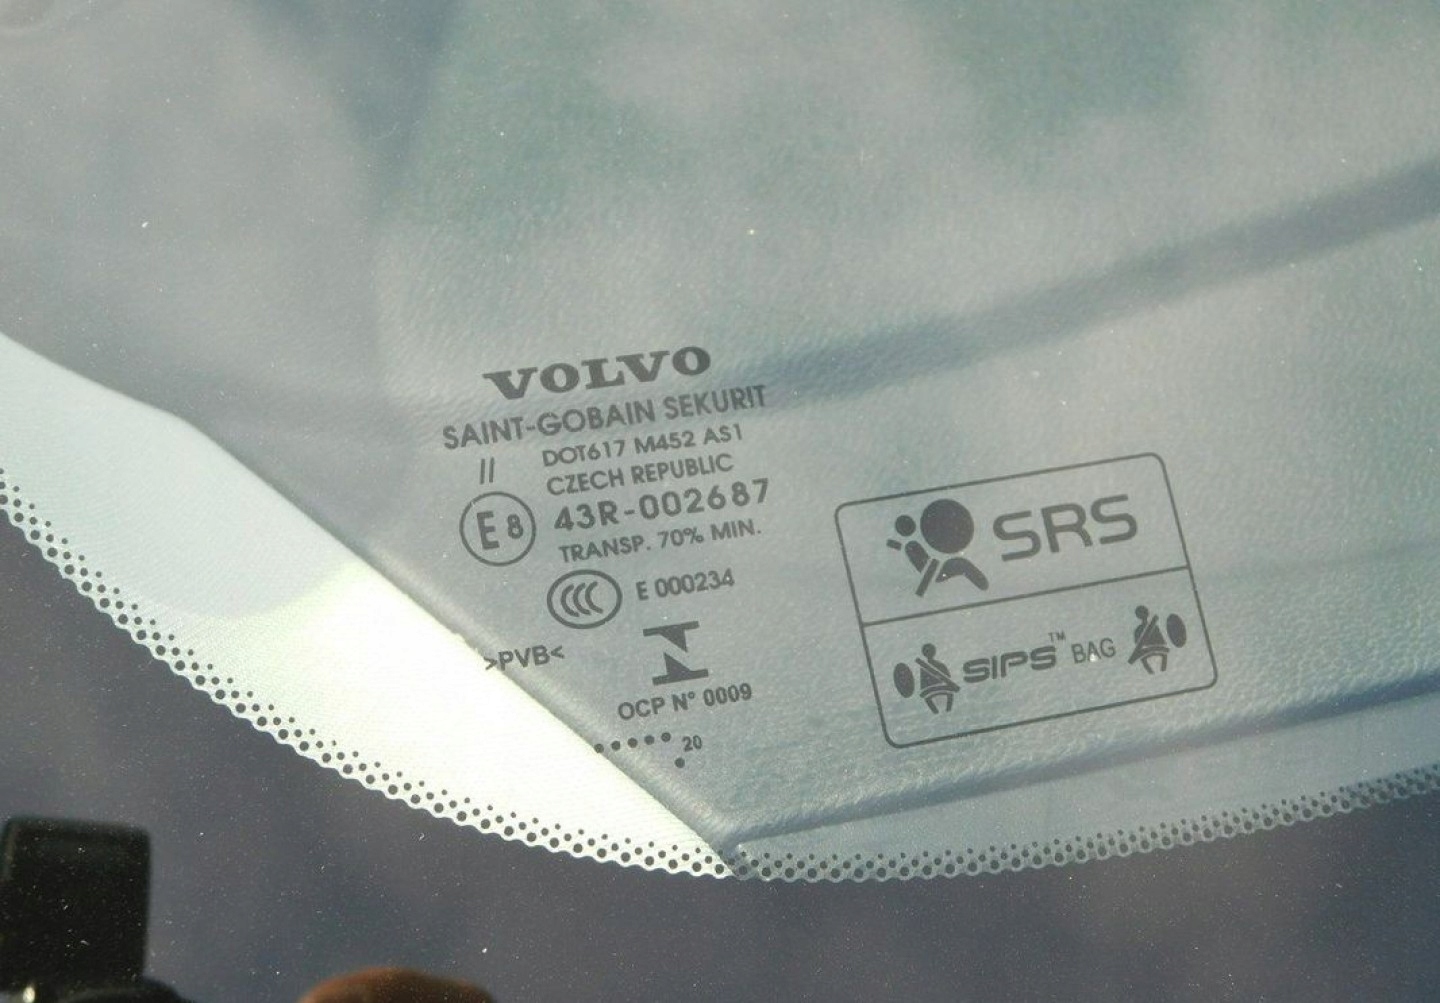 VOLVO
SAINT-GOBAIN SEKURIT
// DOT617 M452 AS1
CZECH REPUBLIC
E8 43R-002687
TRANSP. 70% MIN.
CCC E 000234
>PVB<
OCP N° 0009
..... 20
.
SRS
SIPS™ BAG